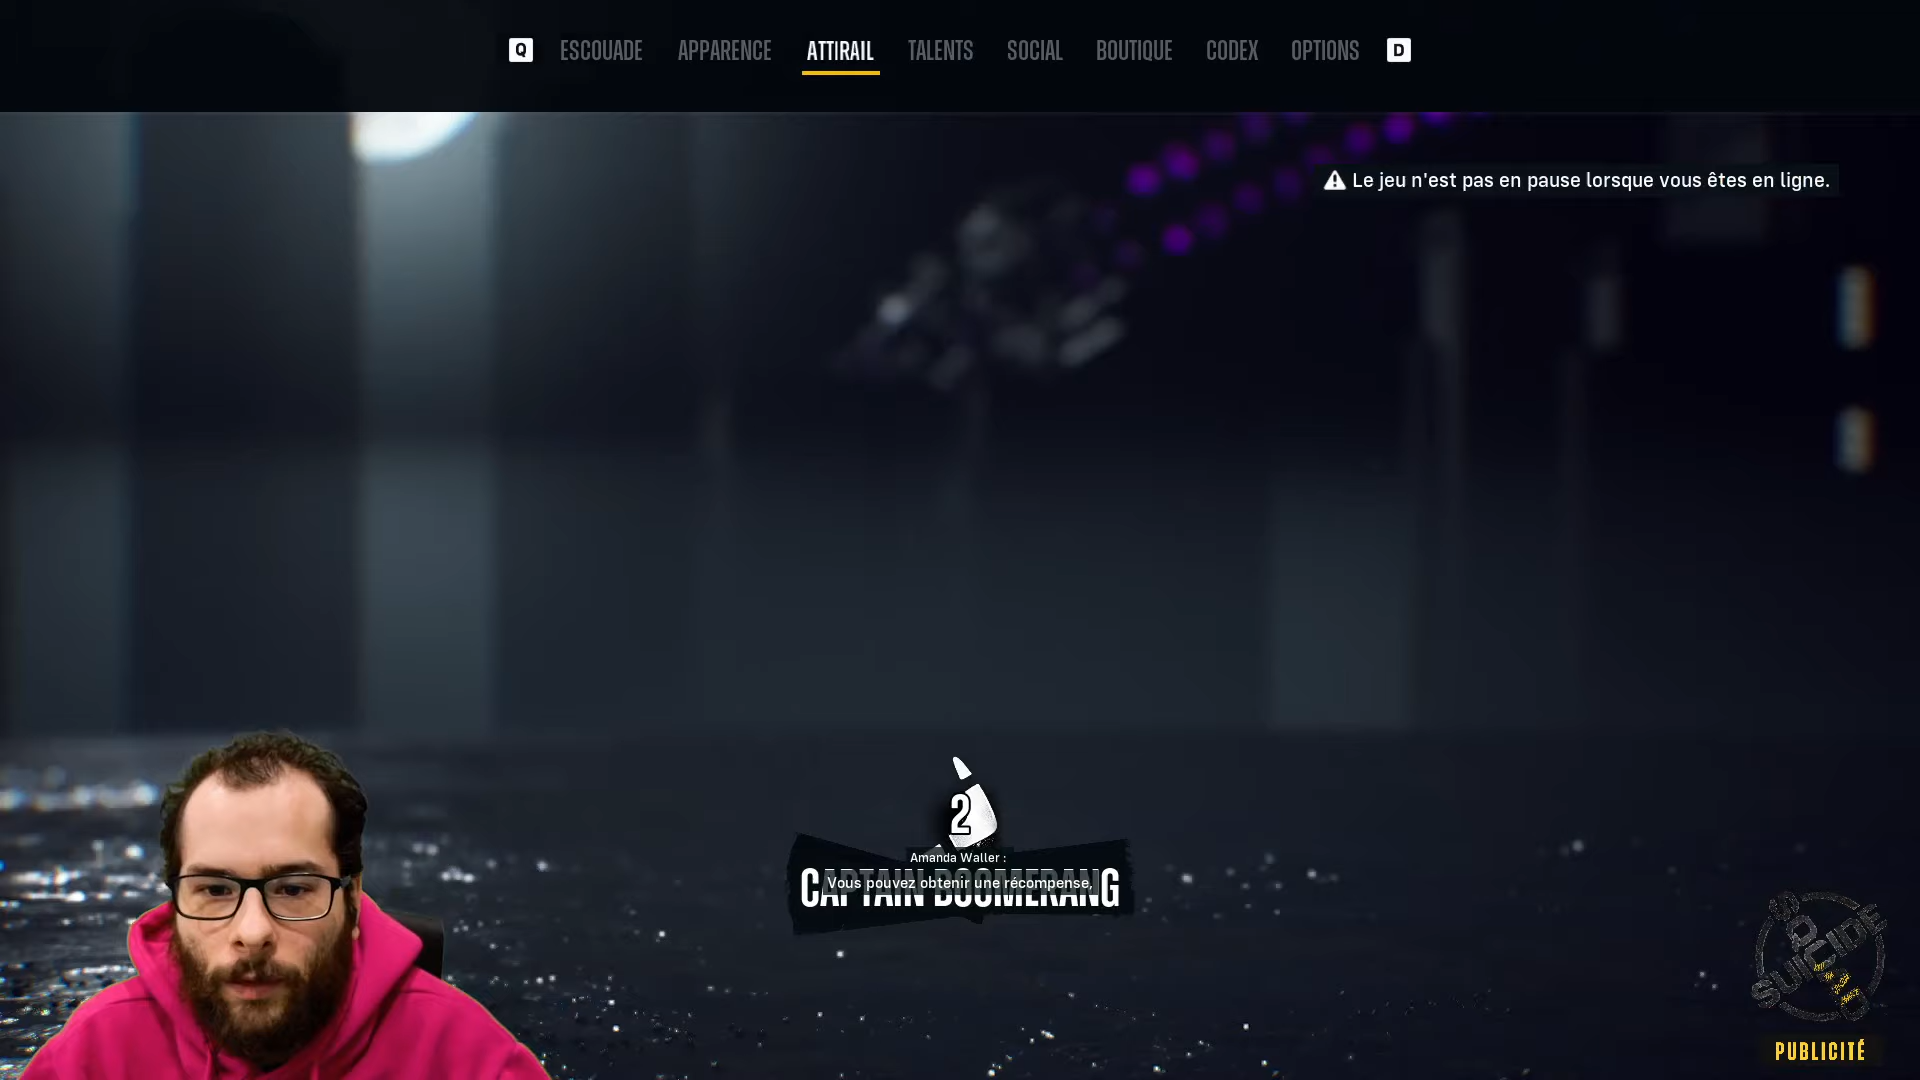 Q ESCOUADE APPARENCE ATTIRAIL TALENTS SOCIAL BOUTIQUE CODEX OPTIONS D
Le jeu n'est pas en pause lorsque vous êtes en ligne.
2
Amanda Waller :
Vous pouvez obtenir une récompense,
CAPTAIN BOOMERANG
SUICIDE
SQUAD
PUBLICITÉ